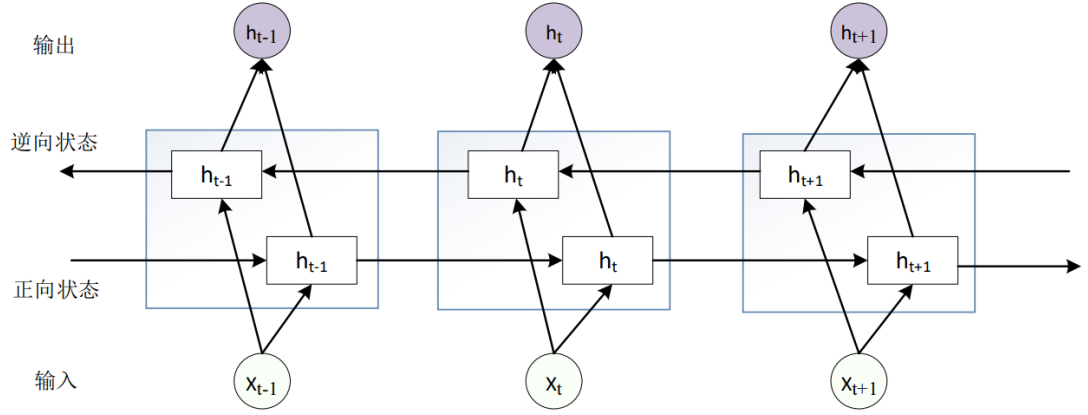 输出 h_{t-1} h_t h_{t+1}
逆向状态 h_{t-1} h_t h_{t+1}
正向状态 h_{t-1} h_t h_{t+1}
输入 x_{t-1} x_t x_{t+1}